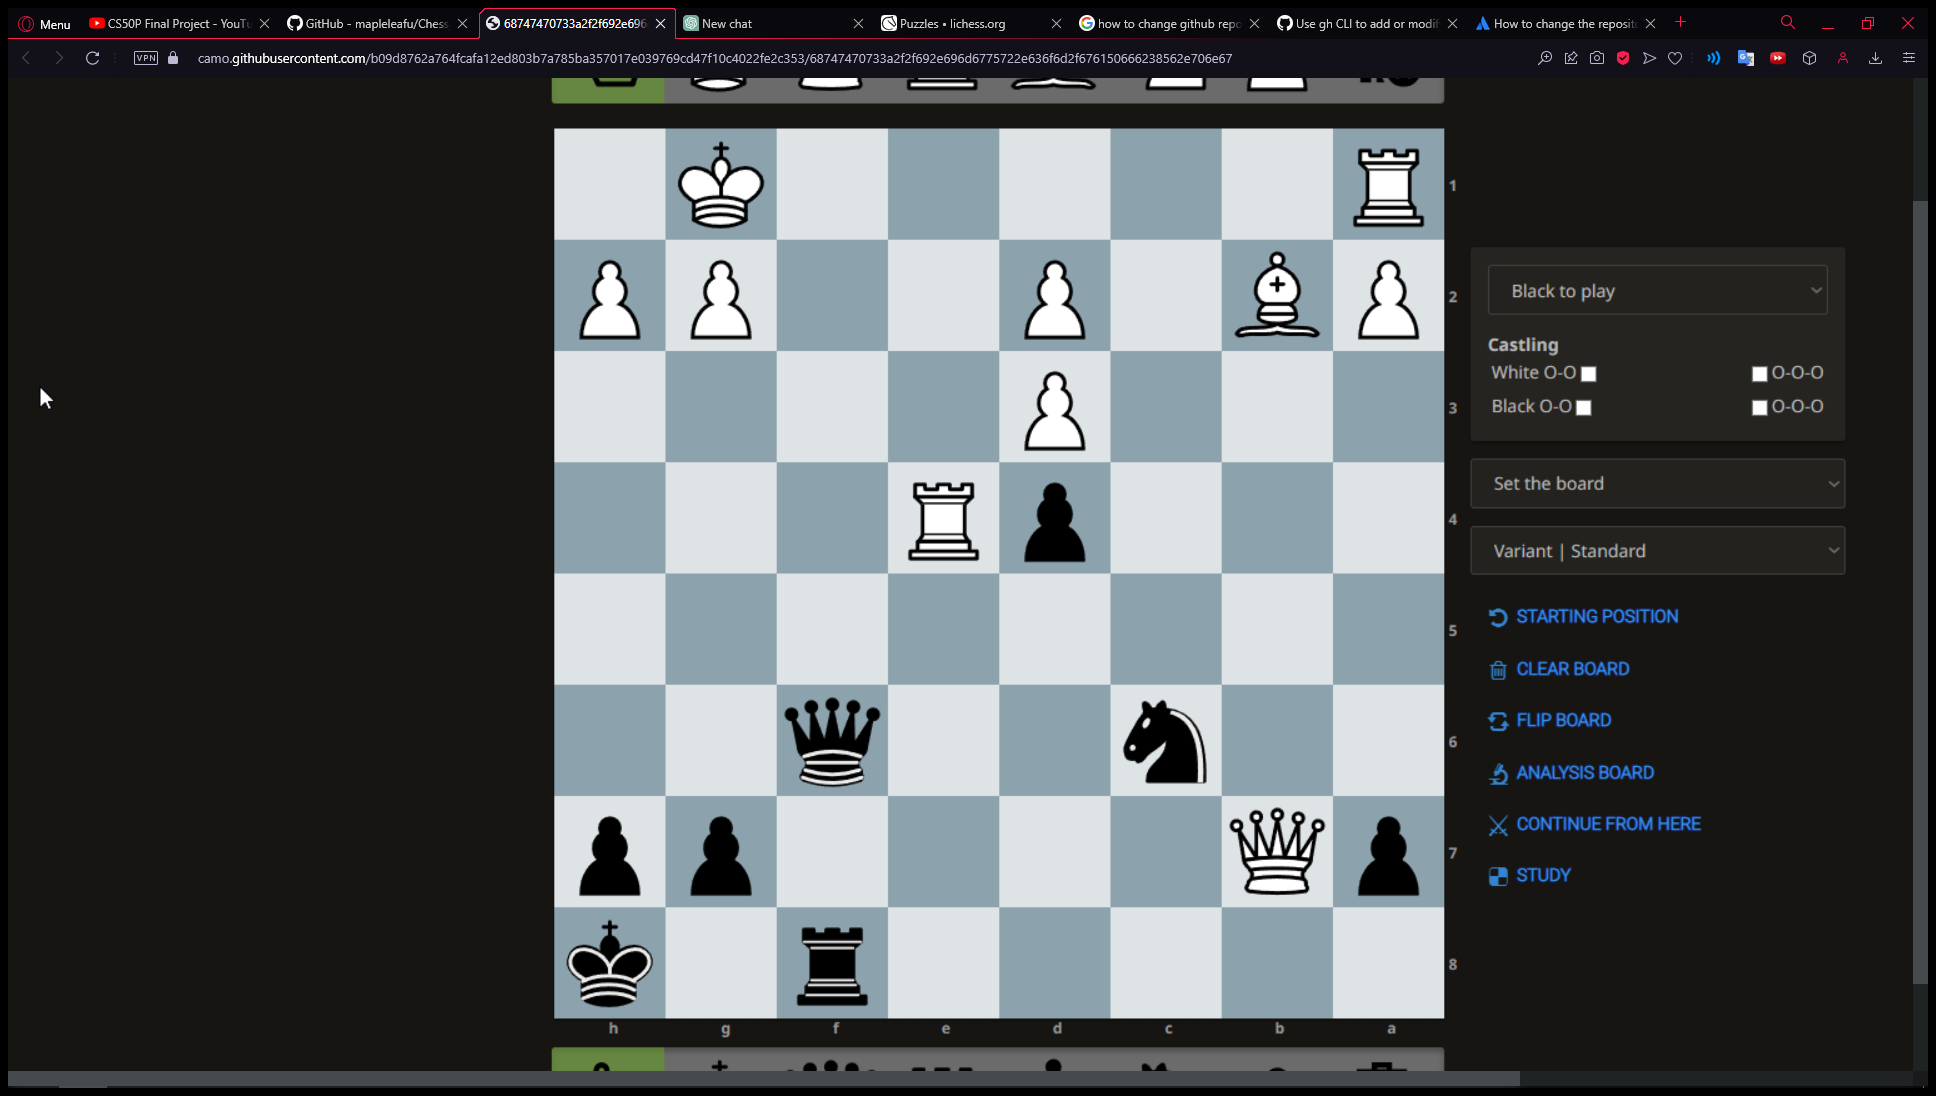 Menu
CS50P Final Project - YouTu
GitHub - mapleleafu/Chess
68747470733a2f2f692e696
New chat
Puzzles • lichess.org
how to change github repo
Use gh CLI to add or modif
How to change the reposit
VPN
camo.githubusercontent.com/b09d8762a764fcafa12ed803b7a785ba357017e039769cd47f10c4022fe2c353/68747470733a2f2f692e696d6775722e636f6d2f676150666238562e706e67
1
2
3
4
5
6
7
8
h g f e d c b a
Black to play
Castling
White O-O O-O-O
Black O-O O-O-O
Set the board
Variant | Standard
STARTING POSITION
CLEAR BOARD
FLIP BOARD
ANALYSIS BOARD
CONTINUE FROM HERE
STUDY